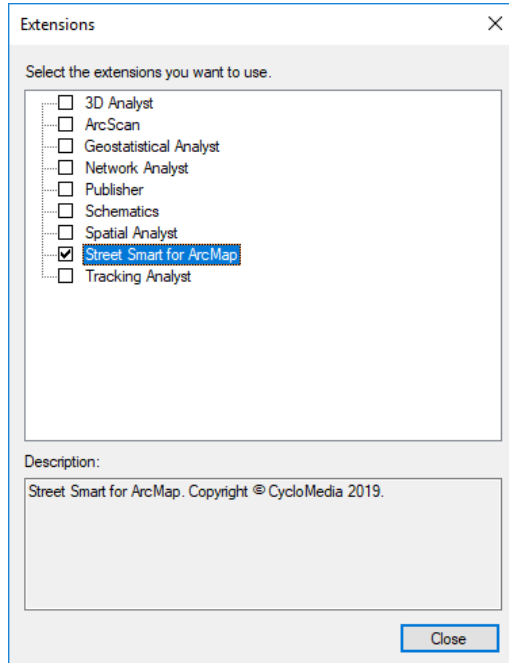 Extensions
Select the extensions you want to use.
3D Analyst
ArcScan
Geostatistical Analyst
Network Analyst
Publisher
Schematics
Spatial Analyst
Street Smart for ArcMap
Tracking Analyst
Description:
Street Smart for ArcMap. Copyright © CycloMedia 2019.
Close